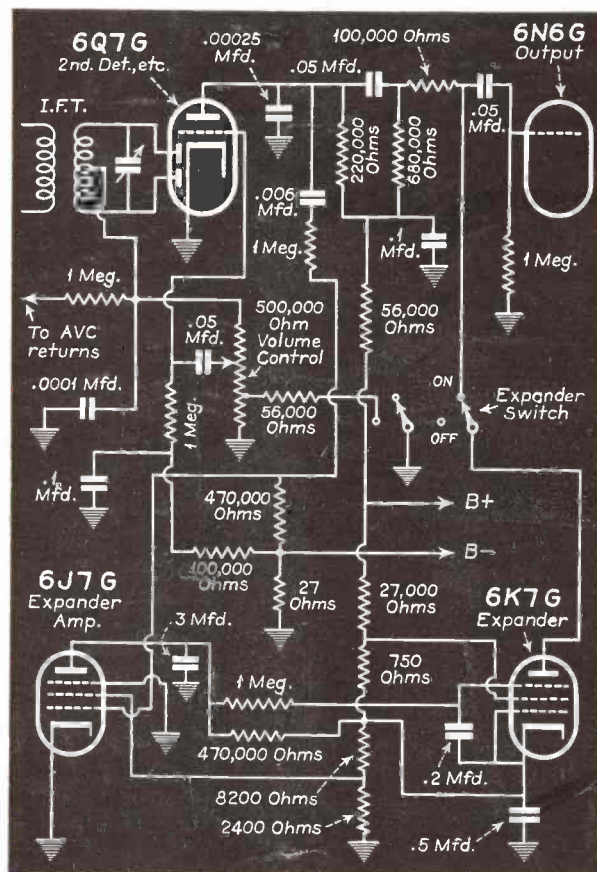 6Q7G
2nd. Det., etc.
.00025
Mfd.
100,000 Ohms
6N6G
Output
.05 Mfd.
.05
Mfd.
I.F.T.
220,000
Ohms
680,000
Ohms
.006
Mfd.
1 Meg.
.1
Mfd.
1 Meg.
1 Meg.
To AVC
returns
.05
Mfd.
500,000
Ohm
Volume
Control
56,000
Ohms
.0001 Mfd.
1 Meg.
56,000
Ohms
ON
OFF
Expander
Switch
.1
Mfd.
470,000
Ohms
B+
B-
100,000
Ohms
27
Ohms
27,000
Ohms
6J7G
Expander
Amp.
.3 Mfd.
6K7G
Expander
750
Ohms
1 Meg.
470,000 Ohms
.2 Mfd.
8200 Ohms
2400 Ohms
.5 Mfd.